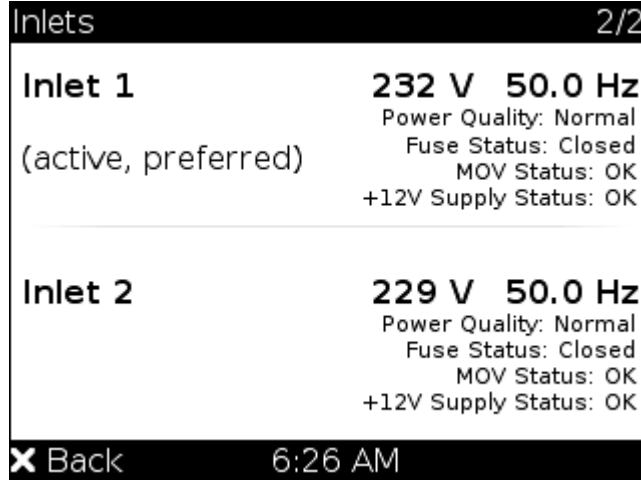 Inlets 2/2
Inlet 1 232 V 50.0 Hz
Power Quality: Normal
(active, preferred) Fuse Status: Closed
MOV Status: OK
+12V Supply Status: OK
Inlet 2 229 V 50.0 Hz
Power Quality: Normal
Fuse Status: Closed
MOV Status: OK
+12V Supply Status: OK
Back 6:26 AM